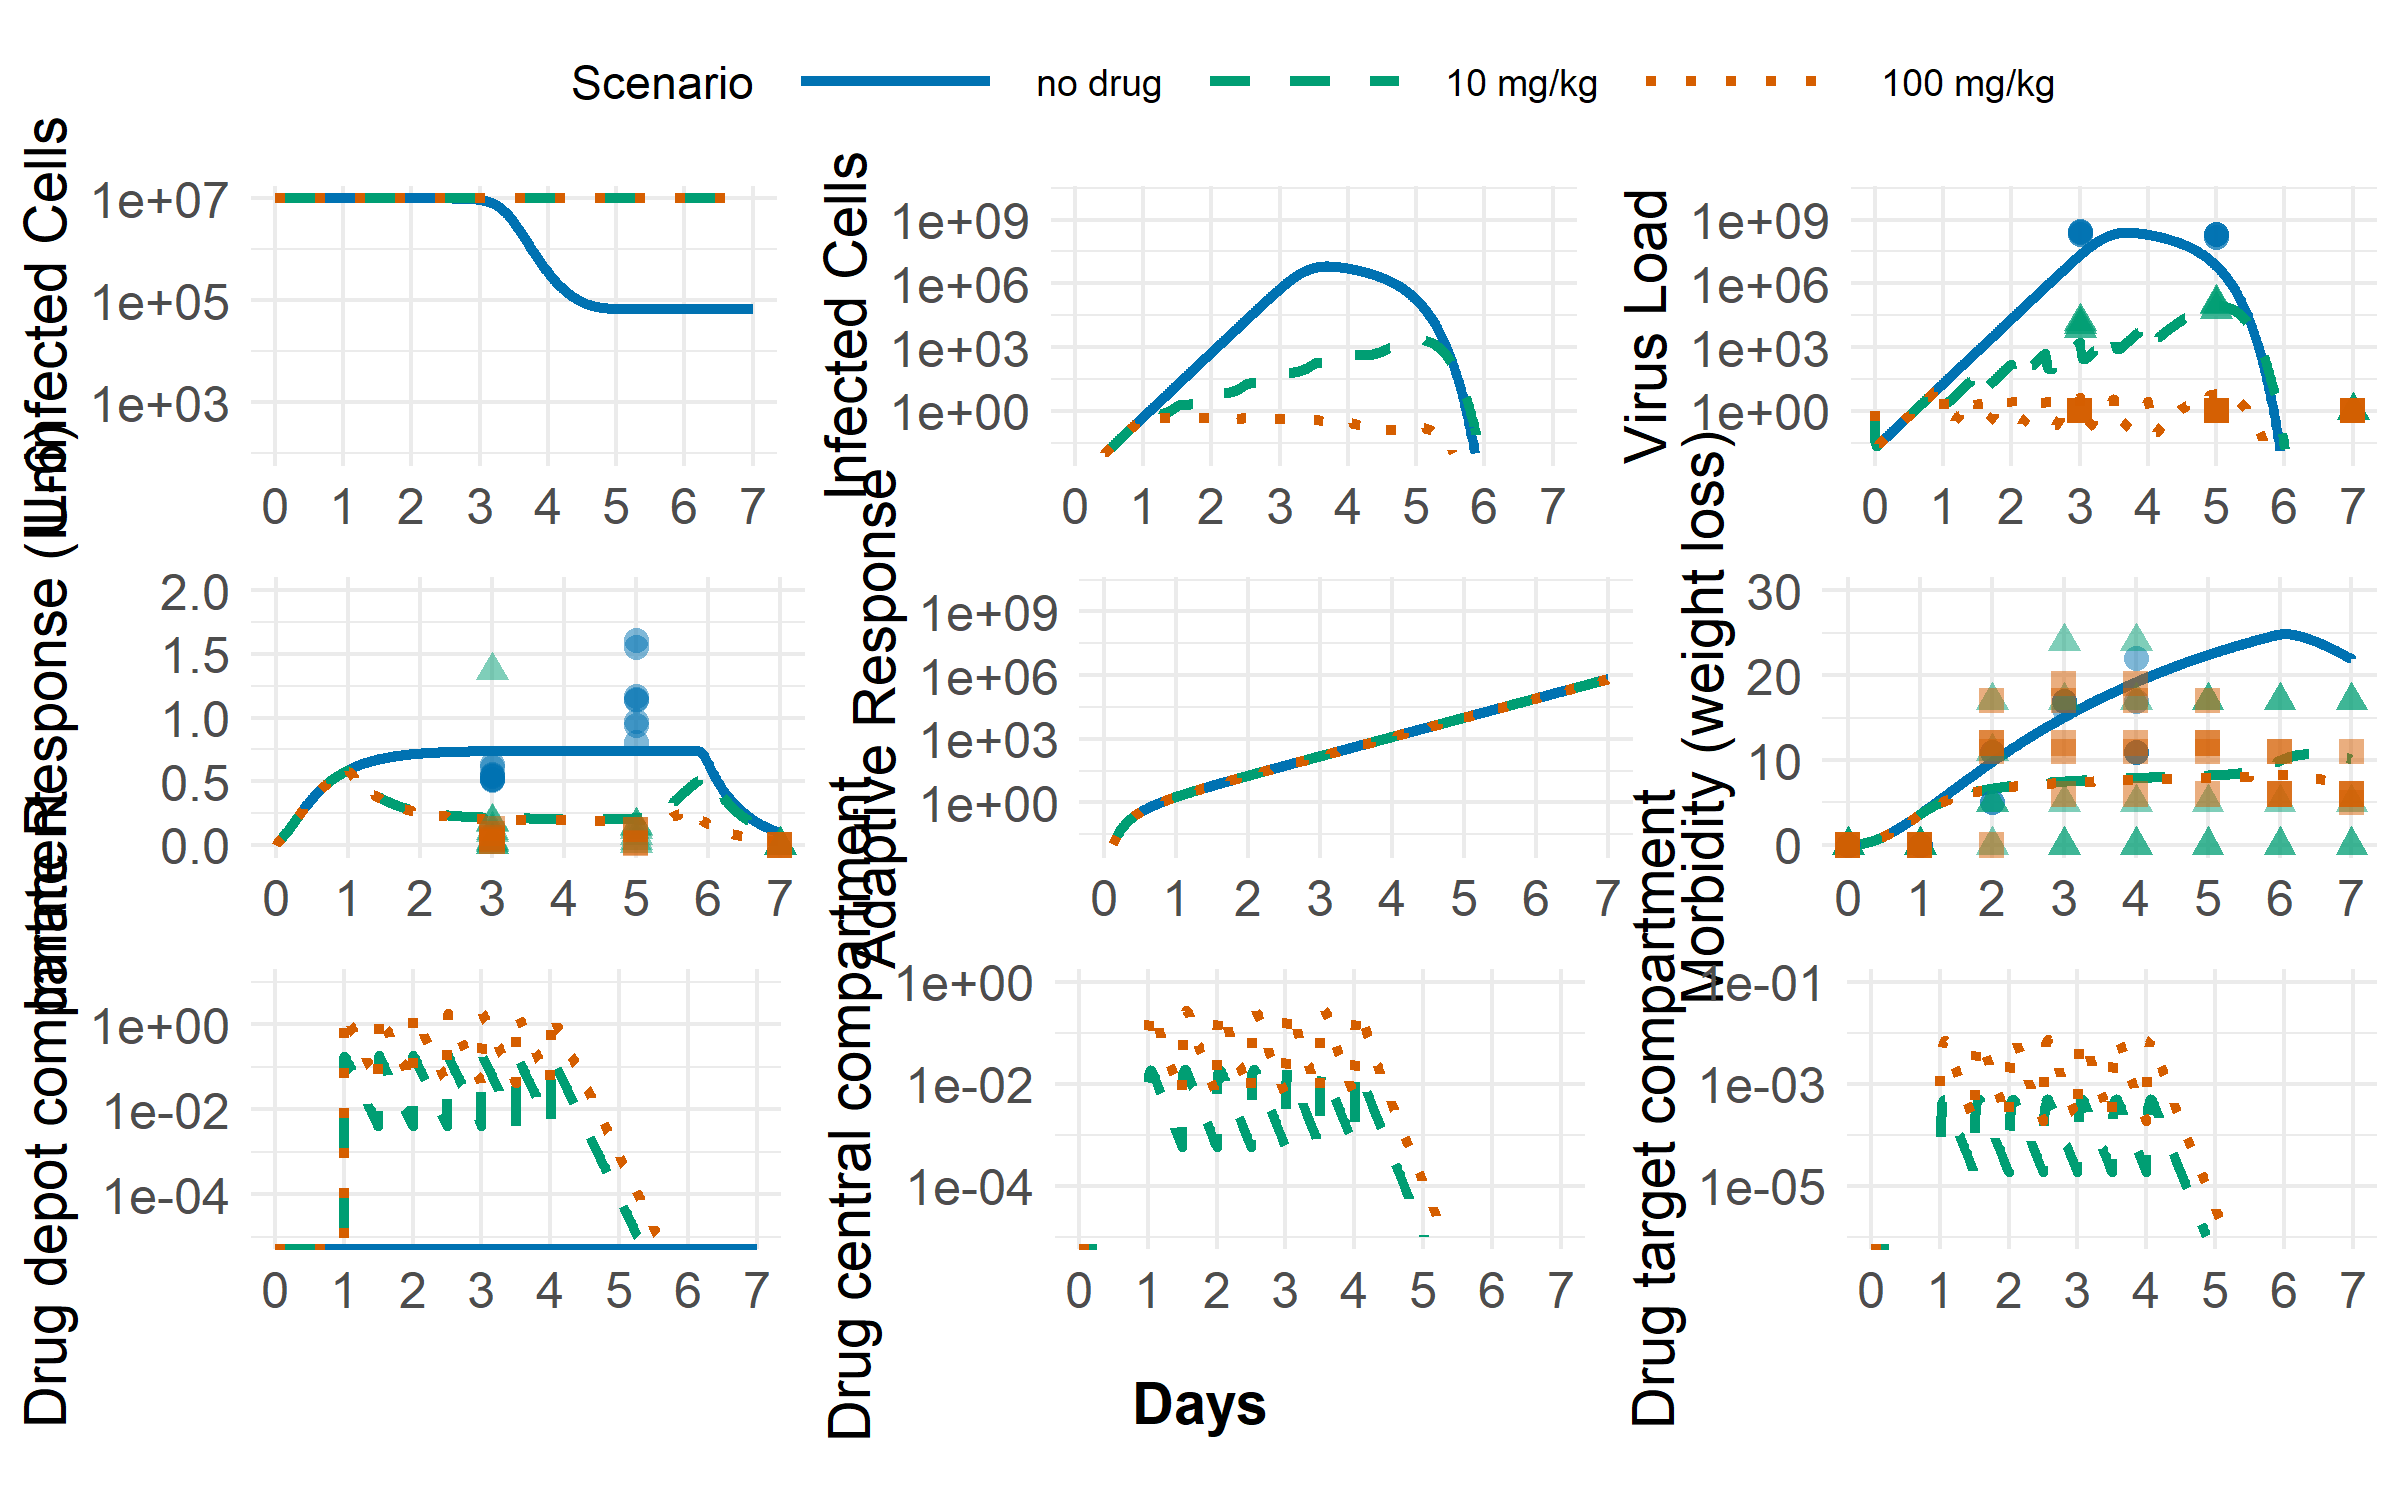 Scenario no drug 10 mg/kg 100 mg/kg
Uninfected Cells
1e+07
1e+05
1e+03
0 1 2 3 4 5 6 7
Infected Cells
1e+09
1e+06
1e+03
1e+00
0 1 2 3 4 5 6 7
Virus Load
1e+09
1e+06
1e+03
1e+00
0 1 2 3 4 5 6 7
Innate Response (IL-6)
2.0
1.5
1.0
0.5
0.0
0 1 2 3 4 5 6 7
Adaptive Response
1e+09
1e+06
1e+03
1e+00
0 1 2 3 4 5 6 7
Morbidity (weight loss)
30
20
10
0
0 1 2 3 4 5 6 7
Drug depot compartment
1e+00
1e-02
1e-04
0 1 2 3 4 5 6 7
Drug central compartment
1e+00
1e-02
1e-04
0 1 2 3 4 5 6 7
Drug target compartment
1e-01
1e-03
1e-05
0 1 2 3 4 5 6 7
Days